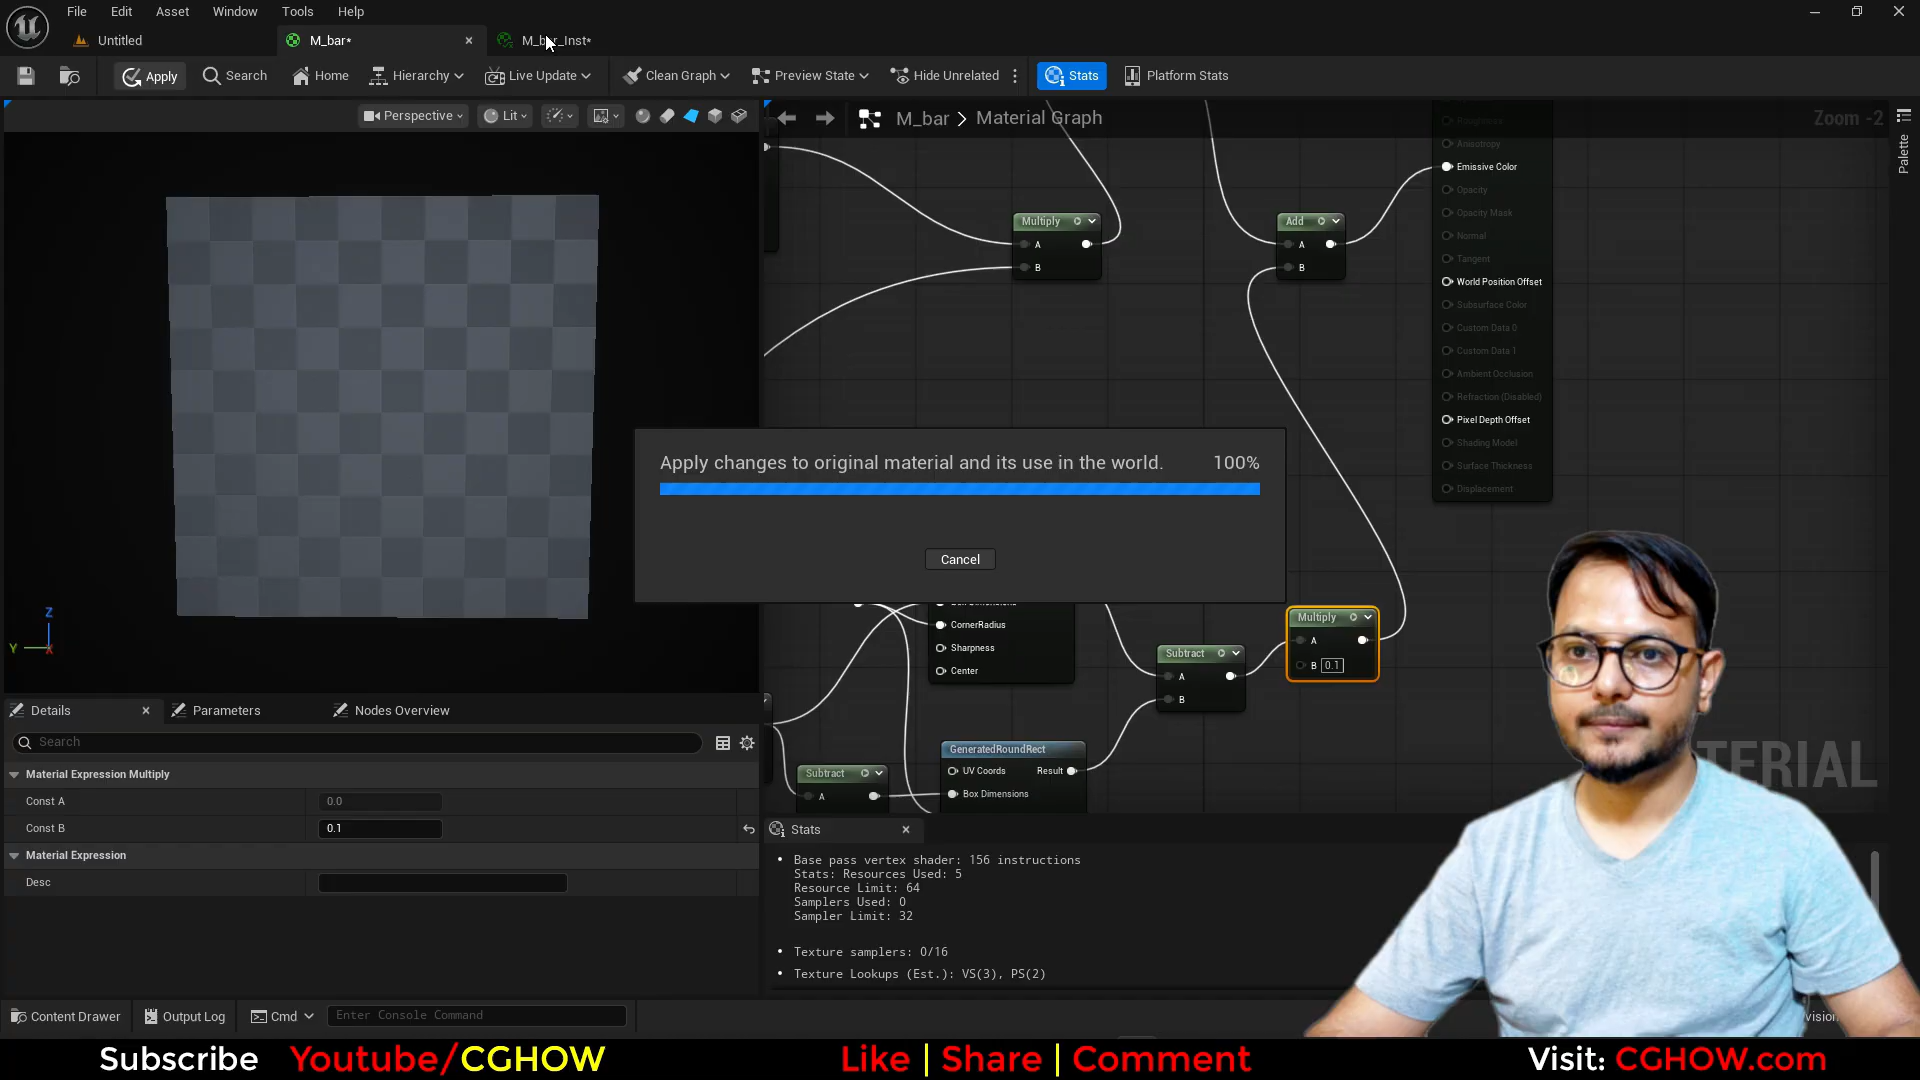 File Edit Asset Window Tools Help
Untitled M_bar* M_bar_Inst*
Apply Search Home Hierarchy Live Update Clean Graph Preview State Hide Unrelated Stats Platform Stats
Perspective Lit
M_bar > Material Graph
Zoom -2
Palette
Roughness
Anisotropy
Emissive Color
Opacity
Opacity Mask
Normal
Tangent
World Position Offset
Subsurface Color
Custom Data 0
Custom Data 1
Ambient Occlusion
Refraction (Disabled)
Pixel Depth Offset
Shading Model
Surface Thickness
Displacement
Multiply
A
B
Add
A
B
Apply changes to original material and its use in the world. 100%
Cancel
CornerRadius
Sharpness
Center
Subtract
A
B
Multiply
A
B 0.1
GeneratedRoundRect
UV Coords Result
Box Dimensions
Subtract
A
Z
Y
Details Parameters Nodes Overview
Search
Material Expression Multiply
Const A 0.0
Const B 0.1
Material Expression
Desc
Stats
• Base pass vertex shader: 156 instructions
Stats: Resources Used: 5
Resource Limit: 64
Samplers Used: 0
Sampler Limit: 32
• Texture samplers: 0/16
• Texture Lookups (Est.): VS(3), PS(2)
Content Drawer Output Log Cmd Enter Console Command
Subscribe Youtube/CGHOW Like | Share | Comment Visit: CGHOW.com